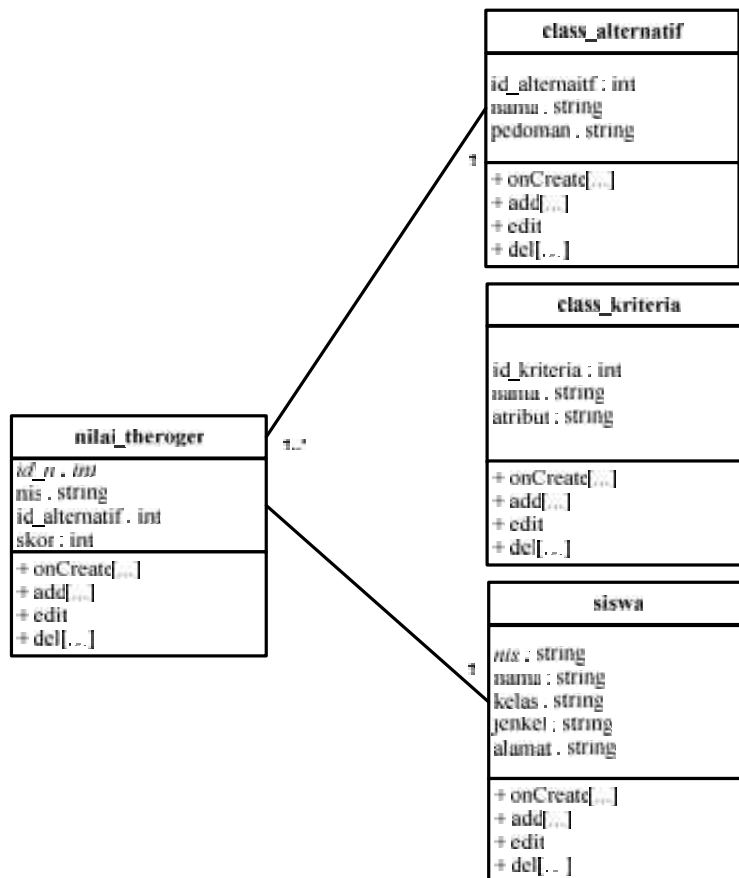 class_alternatif
id_alternaitf : int
nama : string
pedoman : string
+ onCreate[...]
+ add[...]
+ edit
+ del[...]
1
class_kriteria
id_kriteria : int
nama : string
atribut : string
+ onCreate[...]
+ add[...]
+ edit
+ del[...]
nilai_theroger
id_n : int
nis : string
id_alternatif : int
skor : int
+ onCreate[...]
+ add[...]
+ edit
+ del[...]
1..*
siswa
nis : string
nama : string
kelas : string
jenkel : string
alamat : string
+ onCreate[...]
+ add[...]
+ edit
+ del[...]
1